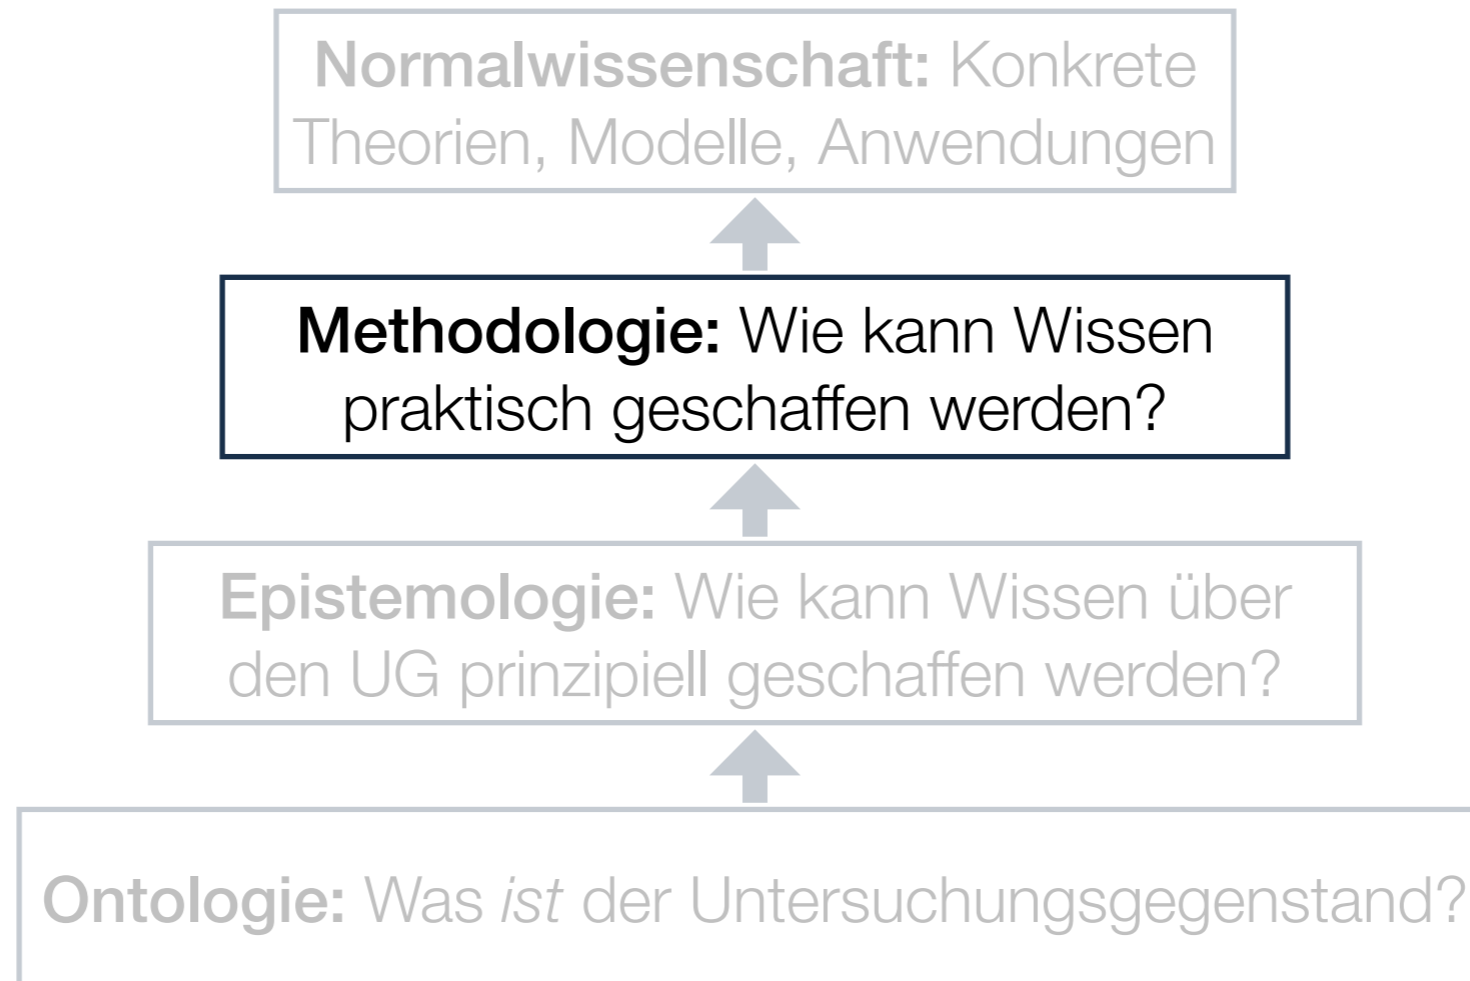 Normalwissenschaft: Konkrete
Theorien, Modelle, Anwendungen
Methodologie: Wie kann Wissen
praktisch geschaffen werden?
Epistemologie: Wie kann Wissen über
den UG prinzipiell geschaffen werden?
Ontologie: Was ist der Untersuchungsgegenstand?